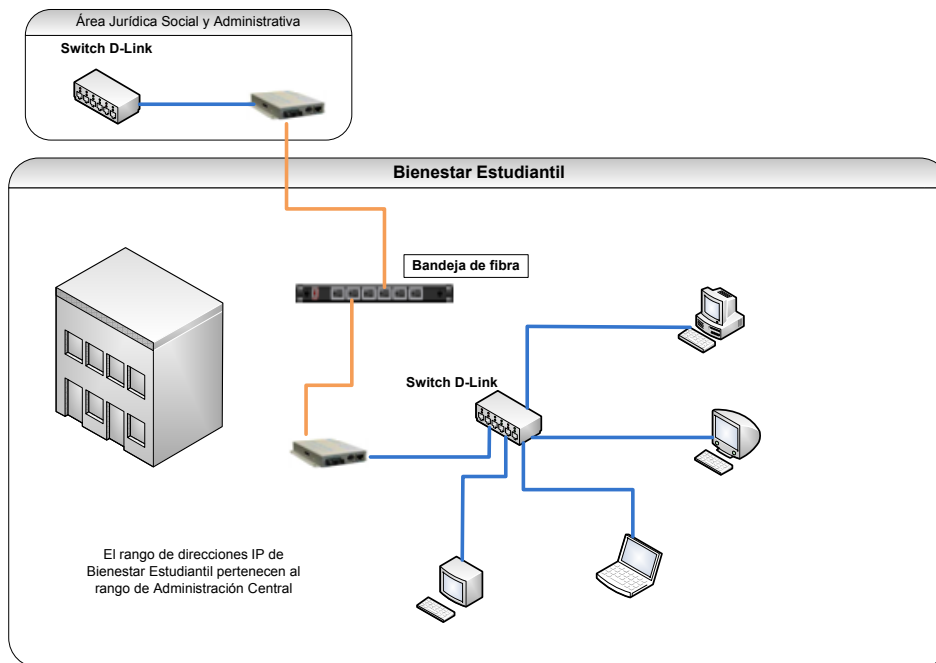 Área Jurídica Social y Administrativa
Switch D-Link
Bienestar Estudiantil
Bandeja de fibra
Switch D-Link
El rango de direcciones IP de
Bienestar Estudiantil pertenecen al
rango de Administración Central